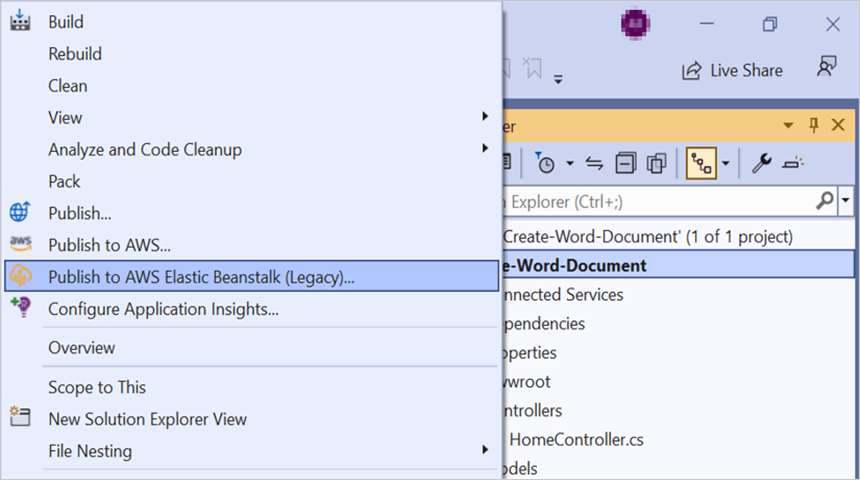 Build
Rebuild
Clean
View
Analyze and Code Cleanup
Pack
Publish...
aws
Publish to AWS...
Publish to AWS Elastic Beanstalk (Legacy)...
Configure Application Insights...
Overview
Scope to This
New Solution Explorer View
File Nesting
Live Share
er
Explorer (Ctrl+;)
Create-Word-Document' (1 of 1 project)
e-Word-Document
nnected Services
pendencies
operties
wwroot
ntrollers
HomeController.cs
odels